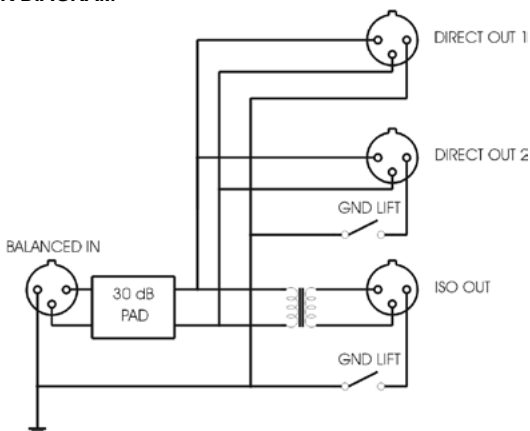 DIRECT OUT 1
DIRECT OUT 2
GND LIFT
BALANCED IN
30 dB
PAD
ISO OUT
GND LIFT